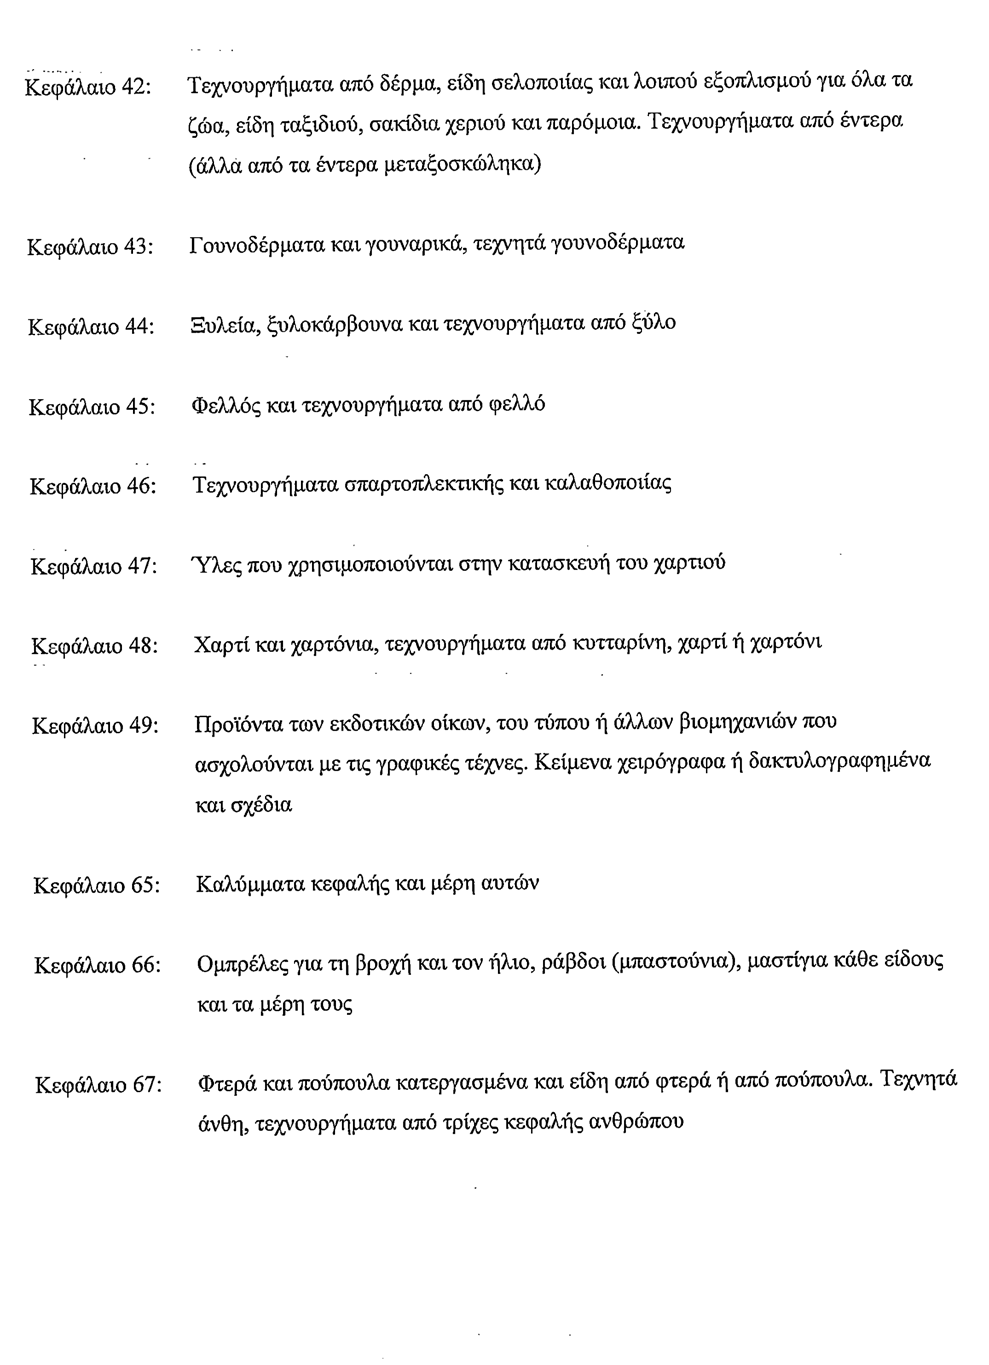 Κεφάλαιο 42: Τεχνουργήματα από δέρμα, είδη σελοποιίας και λοιπού εξοπλισμού για όλα τα
ζώα, είδη ταξιδιού, σακίδια χεριού και παρόμοια. Τεχνουργήματα από έντερα
(άλλα από τα έντερα μεταξοσκώληκα)
Κεφάλαιο 43: Γουνοδέρματα και γουναρικά, τεχνητά γουνοδέρματα
Κεφάλαιο 44: Ξυλεία, ξυλοκάρβουνα και τεχνουργήματα από ξύλο
Κεφάλαιο 45: Φελλός και τεχνουργήματα από φελλό
Κεφάλαιο 46: Τεχνουργήματα σπαρτοπλεκτικής και καλαθοποιίας
Κεφάλαιο 47: Ύλες που χρησιμοποιούνται στην κατασκευή του χαρτιού
Κεφάλαιο 48: Χαρτί και χαρτόνια, τεχνουργήματα από κυτταρίνη, χαρτί ή χαρτόνι
Κεφάλαιο 49: Προϊόντα των εκδοτικών οίκων, του τύπου ή άλλων βιομηχανιών που
ασχολούνται με τις γραφικές τέχνες. Κείμενα χειρόγραφα ή δακτυλογραφημένα
και σχέδια
Κεφάλαιο 65: Καλύμματα κεφαλής και μέρη αυτών
Κεφάλαιο 66: Ομπρέλες για τη βροχή και τον ήλιο, ράβδοι (μπαστούνια), μαστίγια κάθε είδους
και τα μέρη τους
Κεφάλαιο 67: Φτερά και πούπουλα κατεργασμένα και είδη από φτερά ή από πούπουλα. Τεχνητά
άνθη, τεχνουργήματα από τρίχες κεφαλής ανθρώπου